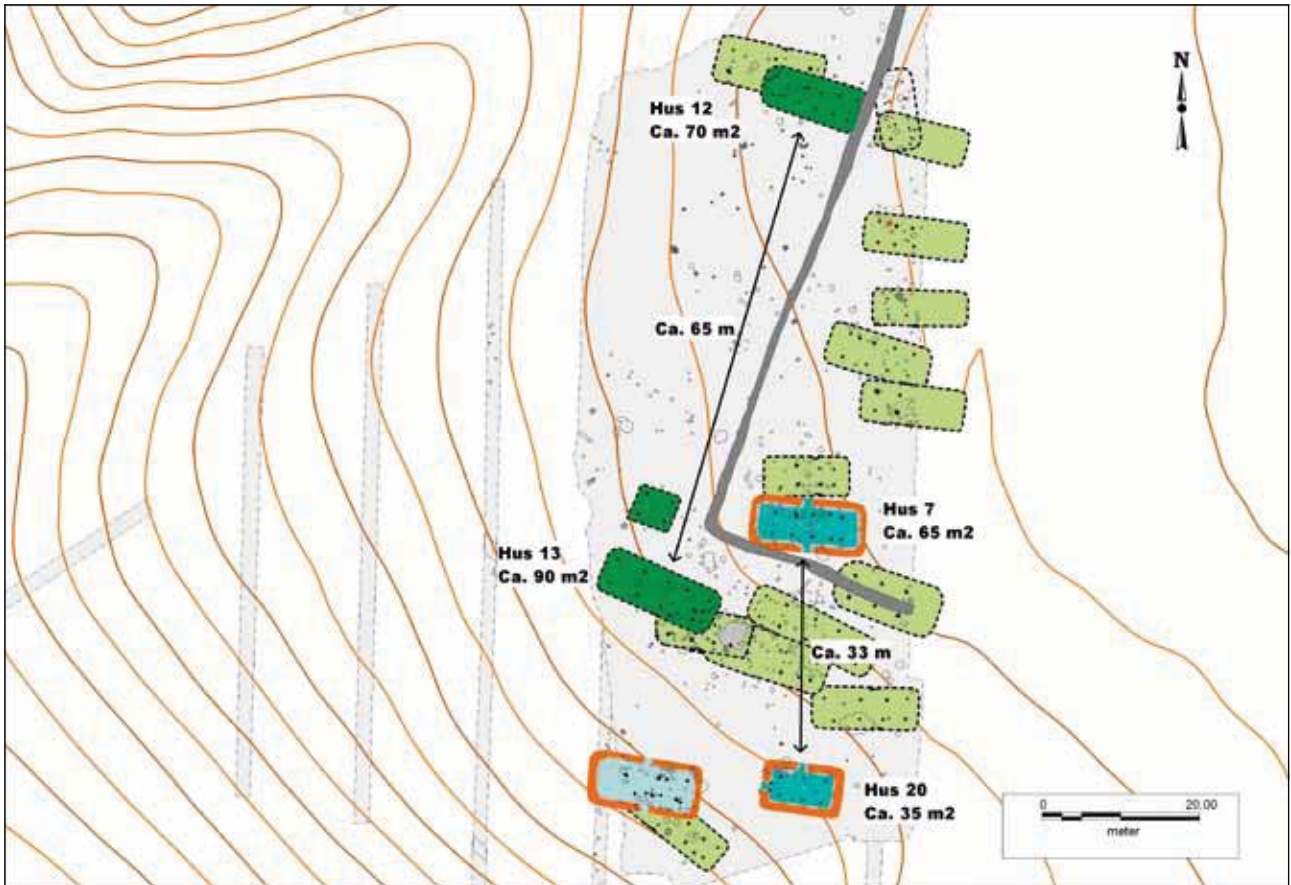 N
Hus 12
Ca. 70 m2
Ca. 65 m
Hus 7
Ca. 65 m2
Hus 13
Ca. 90 m2
Ca. 33 m
Hus 20
Ca. 35 m2
0 20.00
meter